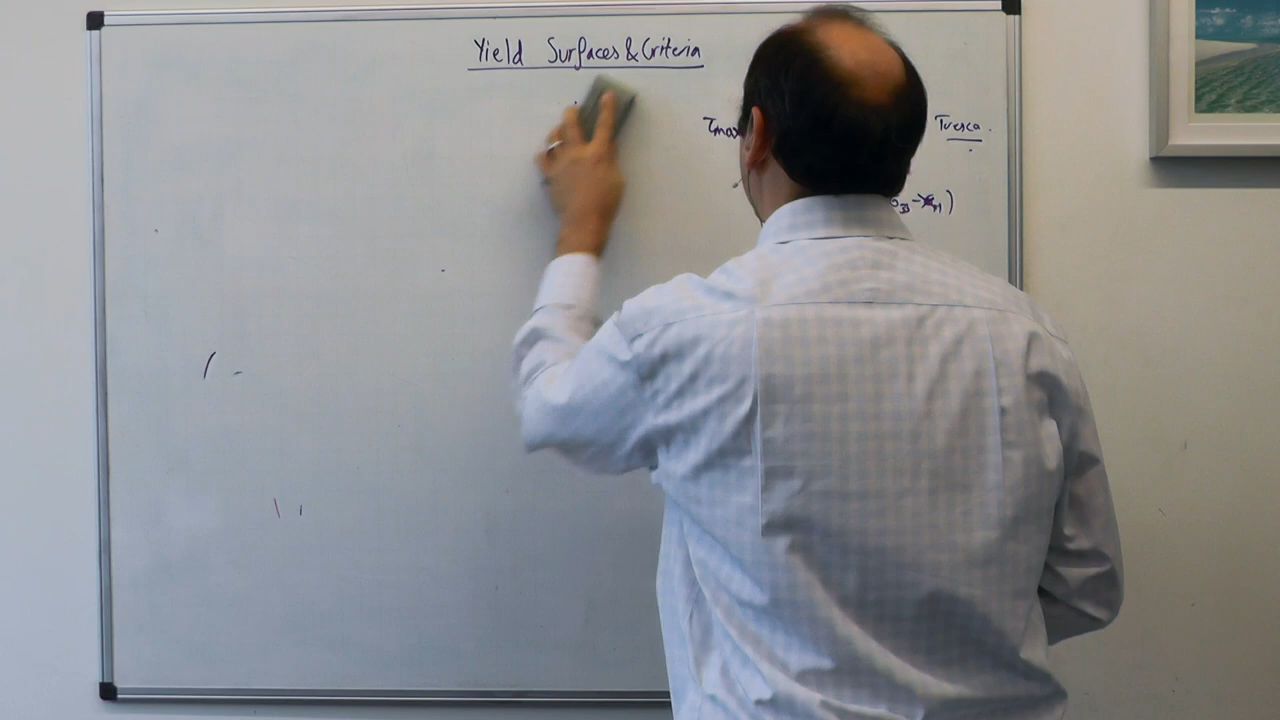 Yield Surfaces & Criteria
τmax
Tresca.